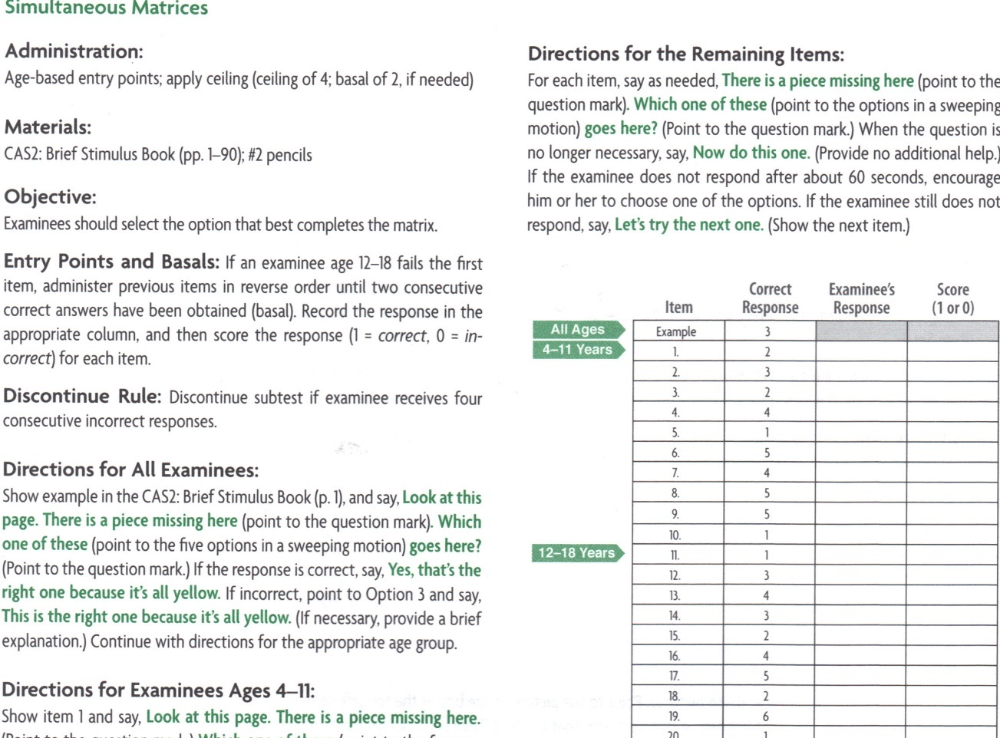 Simultaneous Matrices
Administration:
Age-based entry points; apply ceiling (ceiling of 4; basal of 2, if needed)
Materials:
CAS2: Brief Stimulus Book (pp. 1–90); #2 pencils
Objective:
Examinees should select the option that best completes the matrix.
Entry Points and Basals: If an examinee age 12–18 fails the first
item, administer previous items in reverse order until two consecutive
correct answers have been obtained (basal). Record the response in the
appropriate column, and then score the response (1 = correct, 0 = in-
correct) for each item.
Discontinue Rule: Discontinue subtest if examinee receives four
consecutive incorrect responses.
Directions for All Examinees:
Show example in the CAS2: Brief Stimulus Book (p. 1), and say, Look at this
page. There is a piece missing here (point to the question mark). Which
one of these (point to the five options in a sweeping motion) goes here?
(Point to the question mark.) If the response is correct, say, Yes, that's the
right one because it's all yellow. If incorrect, point to Option 3 and say,
This is the right one because it's all yellow. (If necessary, provide a brief
explanation.) Continue with directions for the appropriate age group.
Directions for Examinees Ages 4–11:
Show item 1 and say, Look at this page. There is a piece missing here.
Directions for the Remaining Items:
For each item, say as needed, There is a piece missing here (point to the
question mark). Which one of these (point to the options in a sweeping
motion) goes here? (Point to the question mark.) When the question is
no longer necessary, say, Now do this one. (Provide no additional help.)
If the examinee does not respond after about 60 seconds, encourage
him or her to choose one of the options. If the examinee still does not
respond, say, Let's try the next one. (Show the next item.)
Item Correct Response Examinee's Response Score (1 or 0)
All Ages Example 3
4–11 Years 1. 2
2. 3
3. 2
4. 4
5. 1
6. 5
7. 4
8. 5
9. 5
10. 1
12–18 Years 11. 1
12. 3
13. 4
14. 3
15. 2
16. 4
17. 5
18. 2
19. 6
20. 1